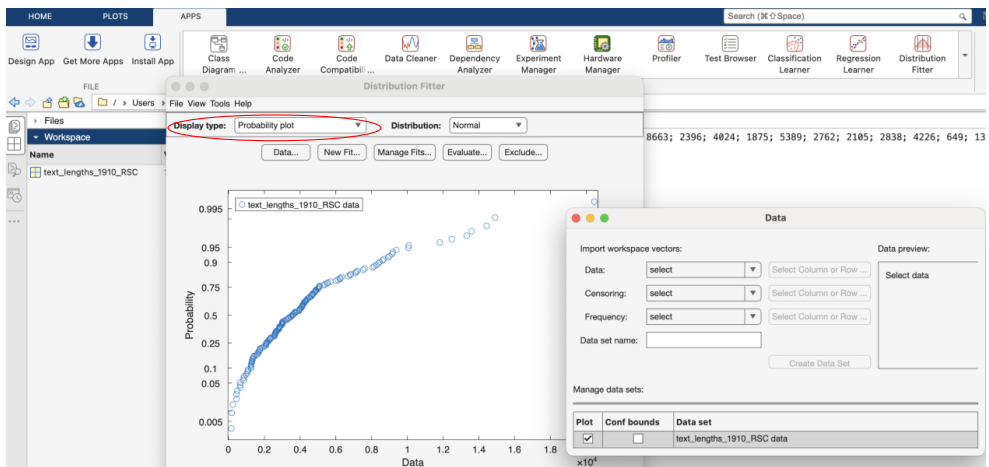 HOME PLOTS APPS Search (⌘⇧Space)
Design App Get More Apps Install App Class Diagram ... Code Analyzer Code Compatibili ... Data Cleaner Dependency Analyzer Experiment Manager Hardware Manager Profiler Test Browser Classification Learner Regression Learner Distribution Fitter
FILE
/ › Users ›
Files
Workspace
Name
text_lengths_1910_RSC
8663; 2396; 4024; 1875; 5389; 2762; 2105; 2838; 4226; 649; 13
Distribution Fitter
File View Tools Help
Display type: Probability plot Distribution: Normal
Data... New Fit... Manage Fits... Evaluate... Exclude...
text_lengths_1910_RSC data
0.995
0.95
0.9
0.75
0.5
0.25
0.1
0.05
0.005
Probability
0 0.2 0.4 0.6 0.8 1 1.2 1.4 1.6 1.8
×10⁴
Data
Data
Import workspace vectors: Data preview:
Data: select Select Column or Row ... Select data
Censoring: select Select Column or Row ...
Frequency: select Select Column or Row ...
Data set name:
Create Data Set
Manage data sets:
Plot Conf bounds Data set
text_lengths_1910_RSC data